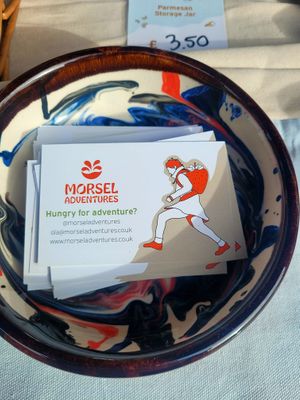 Parmesan
Storage Jar
£ 3.50
MORSEL
ADVENTURES
Hungry for adventure?
@morseladventures
ola@morseladventures.co.uk
www.morseladventures.co.uk